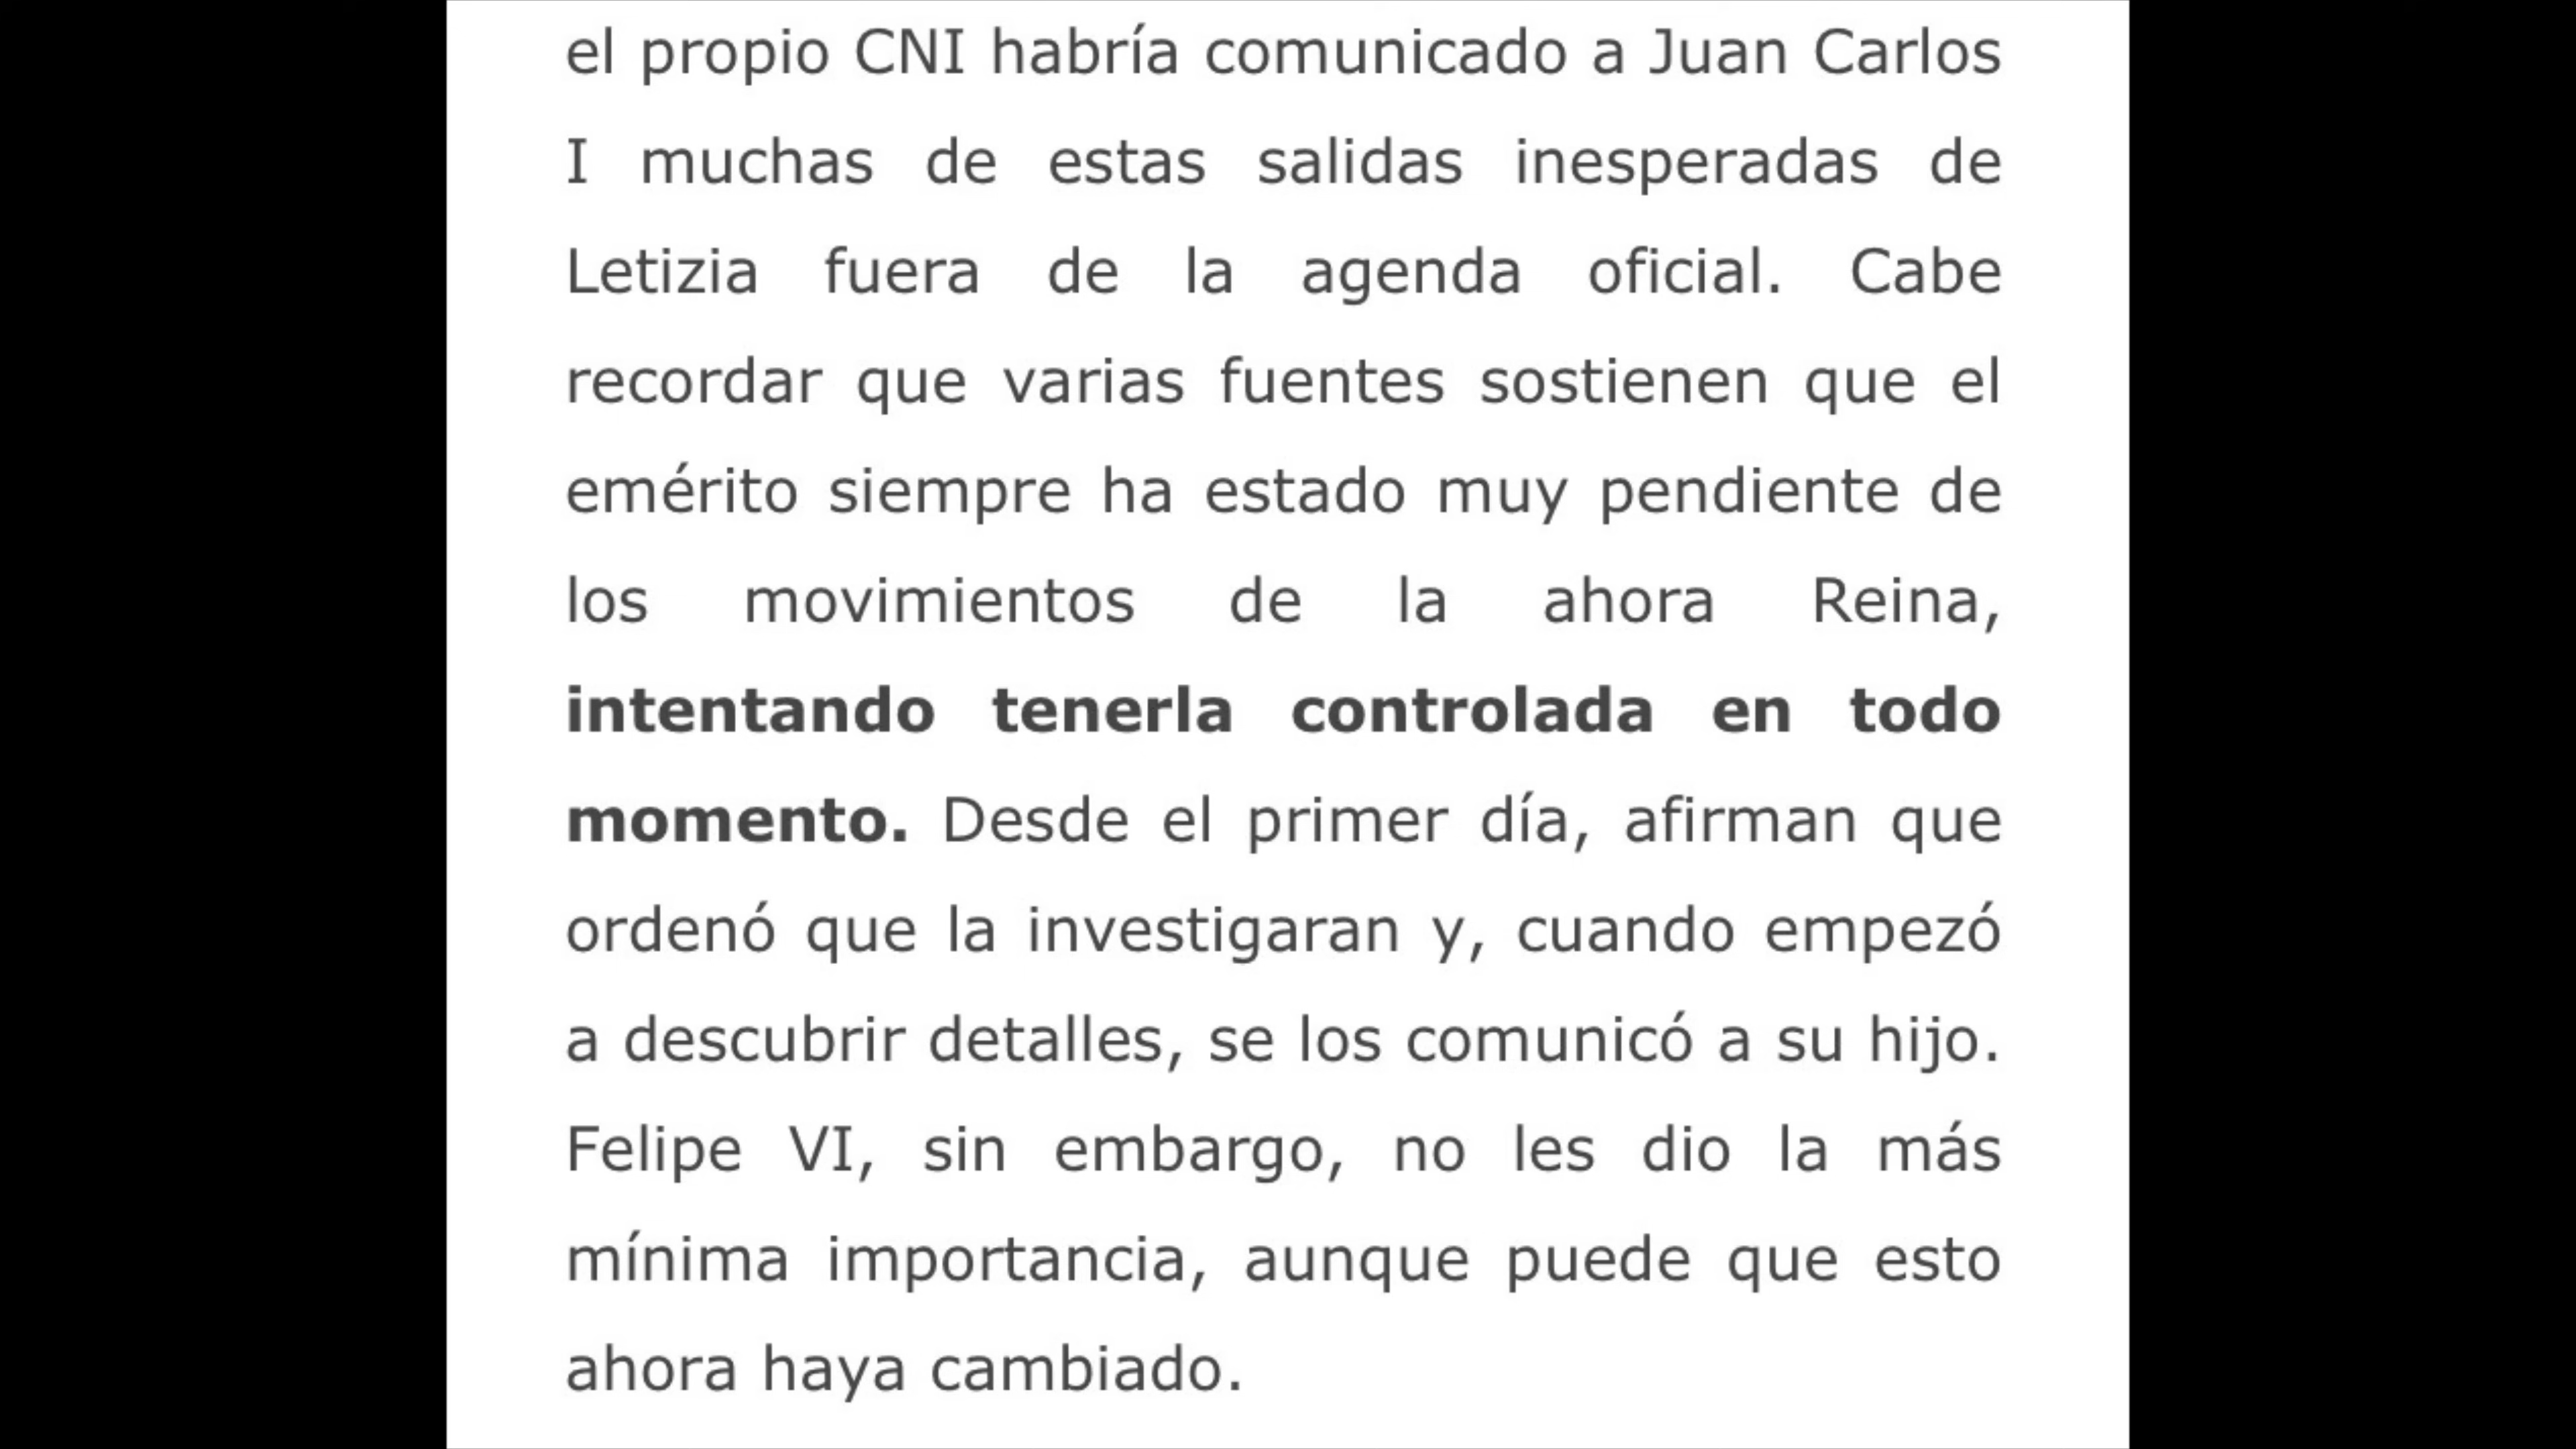 el propio CNI habría comunicado a Juan Carlos
I muchas de estas salidas inesperadas de
Letizia fuera de la agenda oficial. Cabe
recordar que varias fuentes sostienen que el
emérito siempre ha estado muy pendiente de
los movimientos de la ahora Reina,
intentando tenerla controlada en todo
momento. Desde el primer día, afirman que
ordenó que la investigaran y, cuando empezó
a descubrir detalles, se los comunicó a su hijo.
Felipe VI, sin embargo, no les dio la más
mínima importancia, aunque puede que esto
ahora haya cambiado.